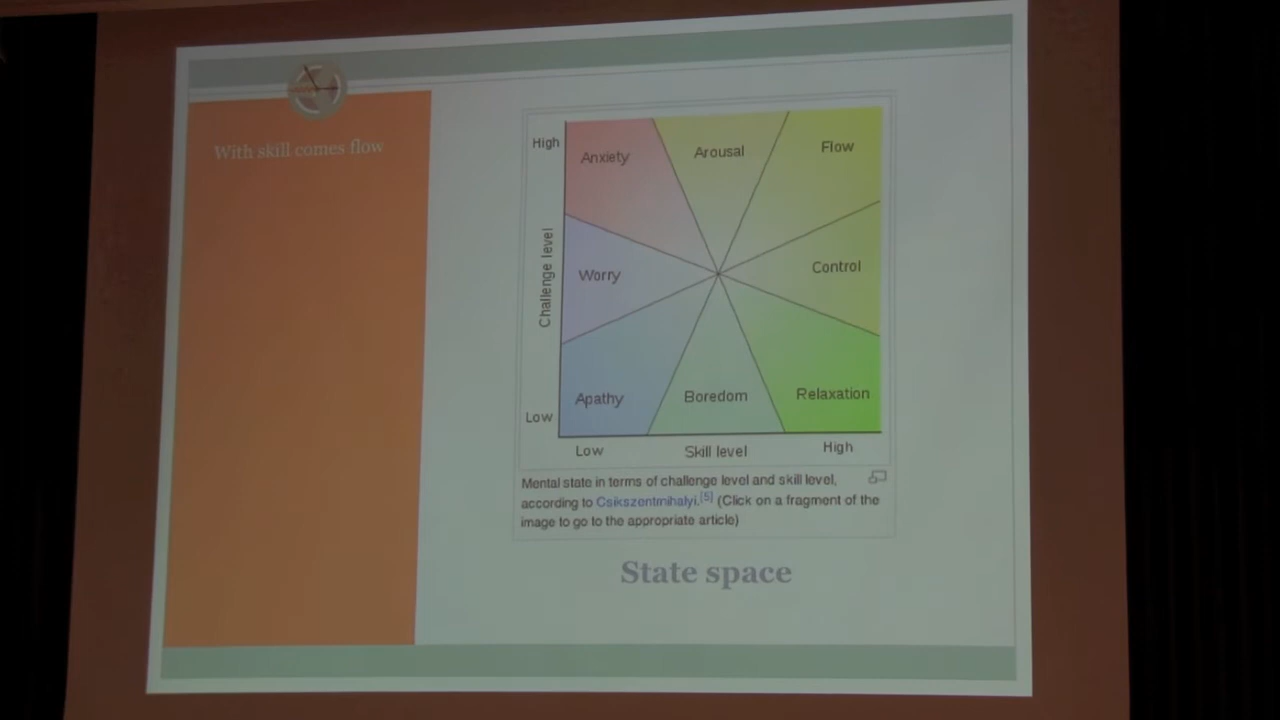 With skill comes flow
High
Anxiety
Arousal
Flow
Challenge level
Worry
Control
Apathy
Boredom
Relaxation
Low
Low
Skill level
High
Mental state in terms of challenge level and skill level,
according to Csikszentmihalyi.[5] (Click on a fragment of the
image to go to the appropriate article)
State space